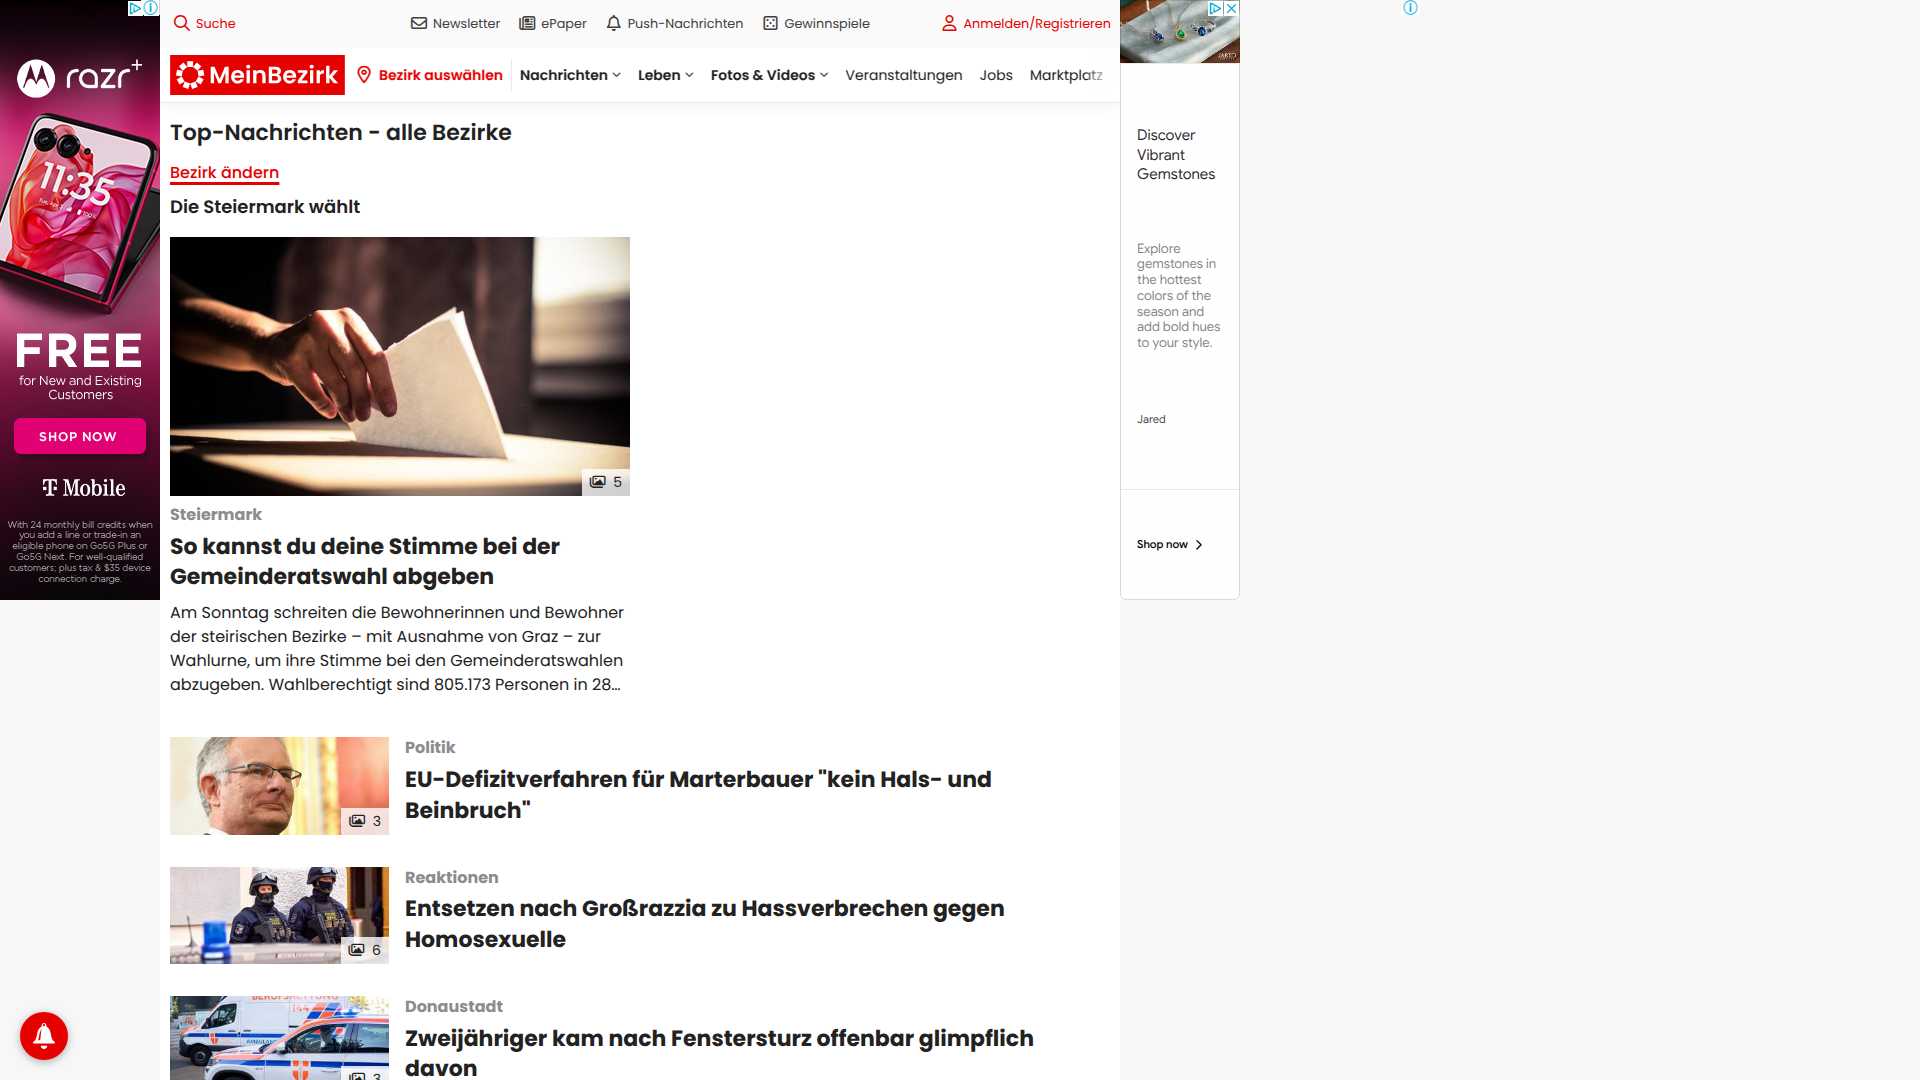 Suche
Newsletter
ePaper
Push-Nachrichten
Gewinnspiele
Anmelden/Registrieren
MeinBezirk
Bezirk auswählen
Nachrichten
Leben
Fotos & Videos
Veranstaltungen
Jobs
Marktplatz
Top-Nachrichten - alle Bezirke
Bezirk ändern
Die Steiermark wählt
5
Steiermark
So kannst du deine Stimme bei der
Gemeinderatswahl abgeben
Am Sonntag schreiten die Bewohnerinnen und Bewohner
der steirischen Bezirke – mit Ausnahme von Graz – zur
Wahlurne, um ihre Stimme bei den Gemeinderatswahlen
abzugeben. Wahlberechtigt sind 805.173 Personen in 28...
3
Politik
EU-Defizitverfahren für Marterbauer "kein Hals- und
Beinbruch"
6
Reaktionen
Entsetzen nach Großrazzia zu Hassverbrechen gegen
Homosexuelle
3
Donaustadt
Zweijähriger kam nach Fenstersturz offenbar glimpflich
davon
razr+
11:35
FREE
for New and Existing
Customers
SHOP NOW
T Mobile
With 24 monthly bill credits when
you add a line or trade-in an
eligible phone on Go5G Plus or
Go5G Next. For well-qualified
customers; plus tax & $35 device
connection charge.
JARED
Discover
Vibrant
Gemstones
Explore
gemstones in
the hottest
colors of the
season and
add bold hues
to your style.
Jared
Shop now